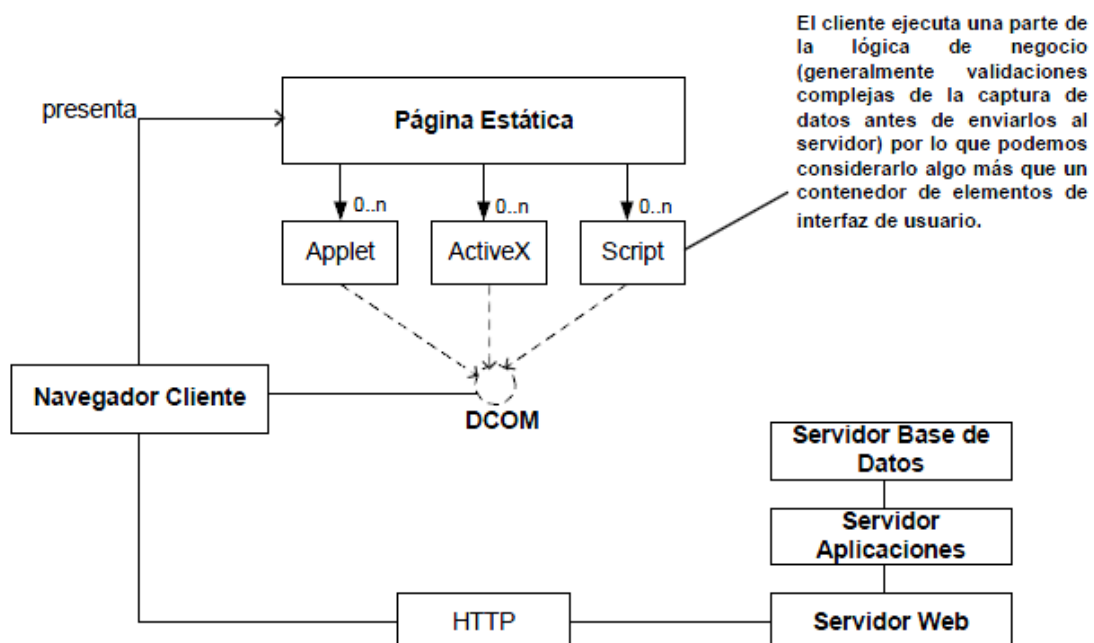 El cliente ejecuta una parte de
la lógica de negocio
(generalmente validaciones
complejas de la captura de
datos antes de enviarlos al
servidor) por lo que podemos
considerarlo algo más que un
contenedor de elementos de
interfaz de usuario.
presenta
Página Estática
0..n
0..n
0..n
Applet
ActiveX
Script
Navegador Cliente
DCOM
Servidor Base de
Datos
Servidor
Aplicaciones
HTTP
Servidor Web